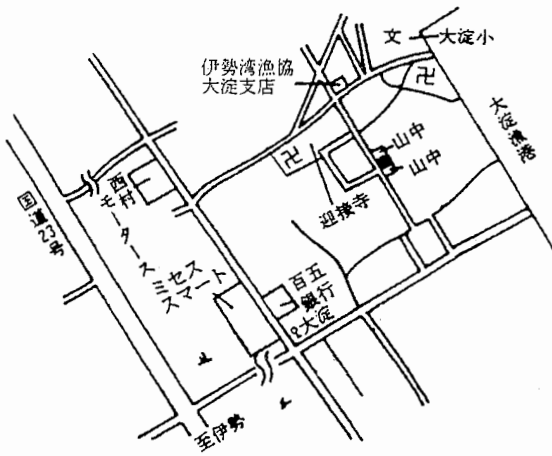 文
大淀小
伊勢湾漁協
大淀支店
卍
卍
大淀漁港
山中
山中
迎接寺
西村
モータース
国道23号
ミセス
スマート
百五
銀行
大淀
至伊勢